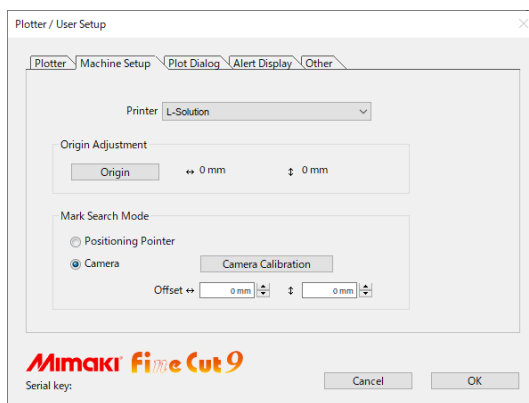 Plotter / User Setup
Plotter Machine Setup Plot Dialog Alert Display Other
Printer L-Solution
Origin Adjustment
Origin ↔ 0 mm ↕ 0 mm
Mark Search Mode
Positioning Pointer
Camera Camera Calibration
Offset ↔ 0 mm ↕ 0 mm
Mimaki Fine Cut 9
Serial key:
Cancel OK